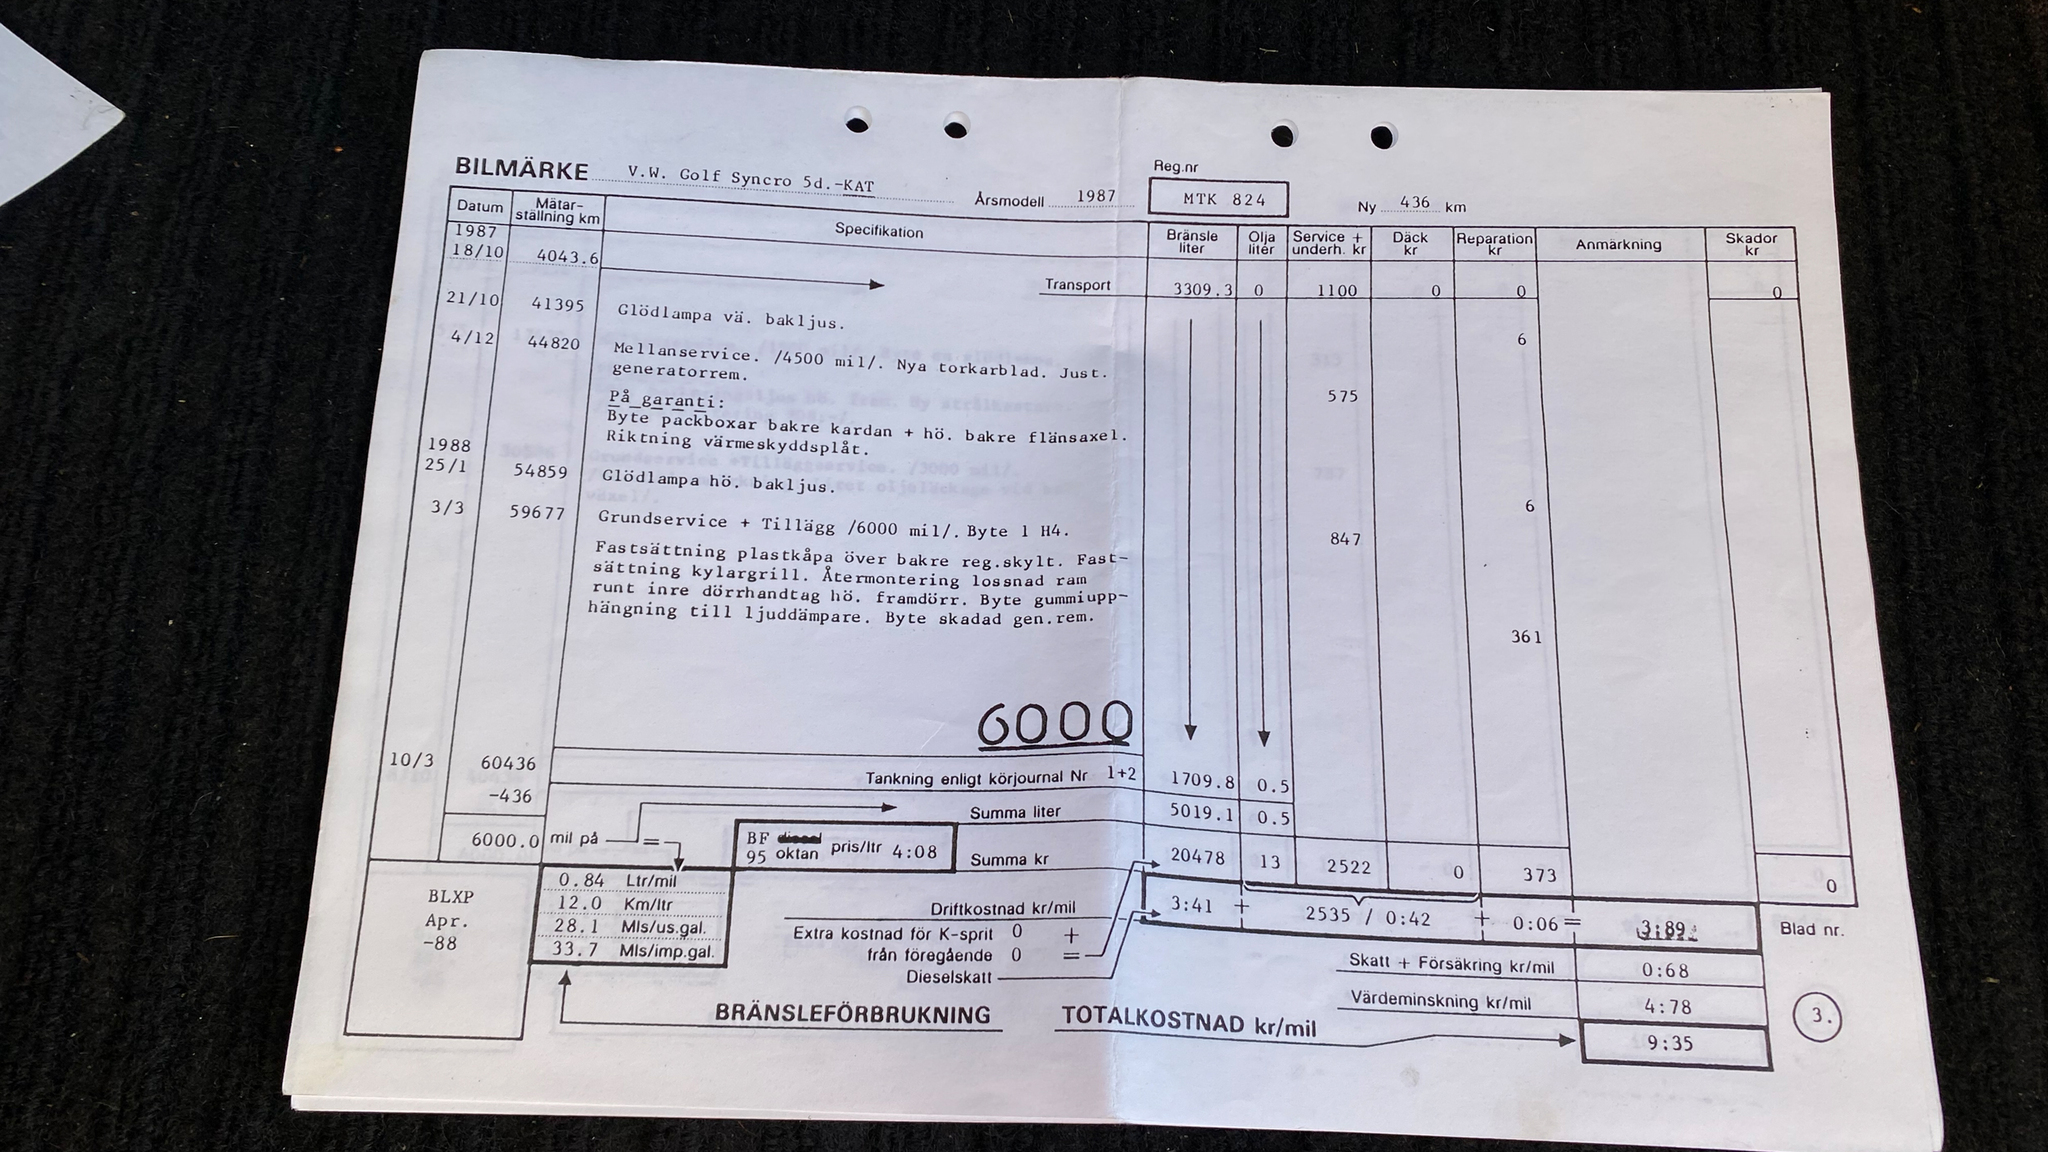 BILMÄRKE V.W. Golf Syncro 5d.-KAT Årsmodell 1987 Reg.nr MTK 824 Ny 436 km
Datum Mätar-ställning km Specifikation Bränsle liter Olja liter Service + underh. kr Däck kr Reparation kr Anmärkning Skador kr
1987
18/10 4043.6 Transport 3309.3 0 1100 0 0 0
21/10 41395 Glödlampa vä. bakljus. 6
4/12 44820 Mellanservice. /4500 mil/. Nya torkarblad. Just.
generatorrem. 575
På garanti:
Byte packboxar bakre kardan + hö. bakre flänsaxel.
Riktning värmeskyddsplåt.
1988
25/1 54859 Glödlampa hö. bakljus. 6
3/3 59677 Grundservice + Tillägg /6000 mil/. Byte 1 H4. 847
Fastsättning plastkåpa över bakre reg.skylt. Fast-
sättning kylargrill. Återmontering lossnad ram
runt inre dörrhandtag hö. framdörr. Byte gummiupp-
hängning till ljuddämpare. Byte skadad gen.rem. 361
6000
10/3 60436 Tankning enligt körjournal Nr 1+2 1709.8 0.5
-436 Summa liter 5019.1 0.5
6000.0 mil på = BF 95 oktan pris/ltr 4:08 Summa kr 20478 13 2522 0 373 0
0.84 Ltr/mil
12.0 Km/ltr
28.1 Mls/us.gal.
33.7 Mls/imp.gal.
BLXP
Apr.
-88
Driftkostnad kr/mil 3:41 + 2535 / 0:42 + 0:06 = 3:89
Extra kostnad för K-sprit 0 +
från föregående 0 =
Dieselskatt
Skatt + Försäkring kr/mil 0:68
Värdeminskning kr/mil 4:78
BRÄNSLEFÖRBRUKNING TOTALKOSTNAD kr/mil 9:35
Blad nr.
3.